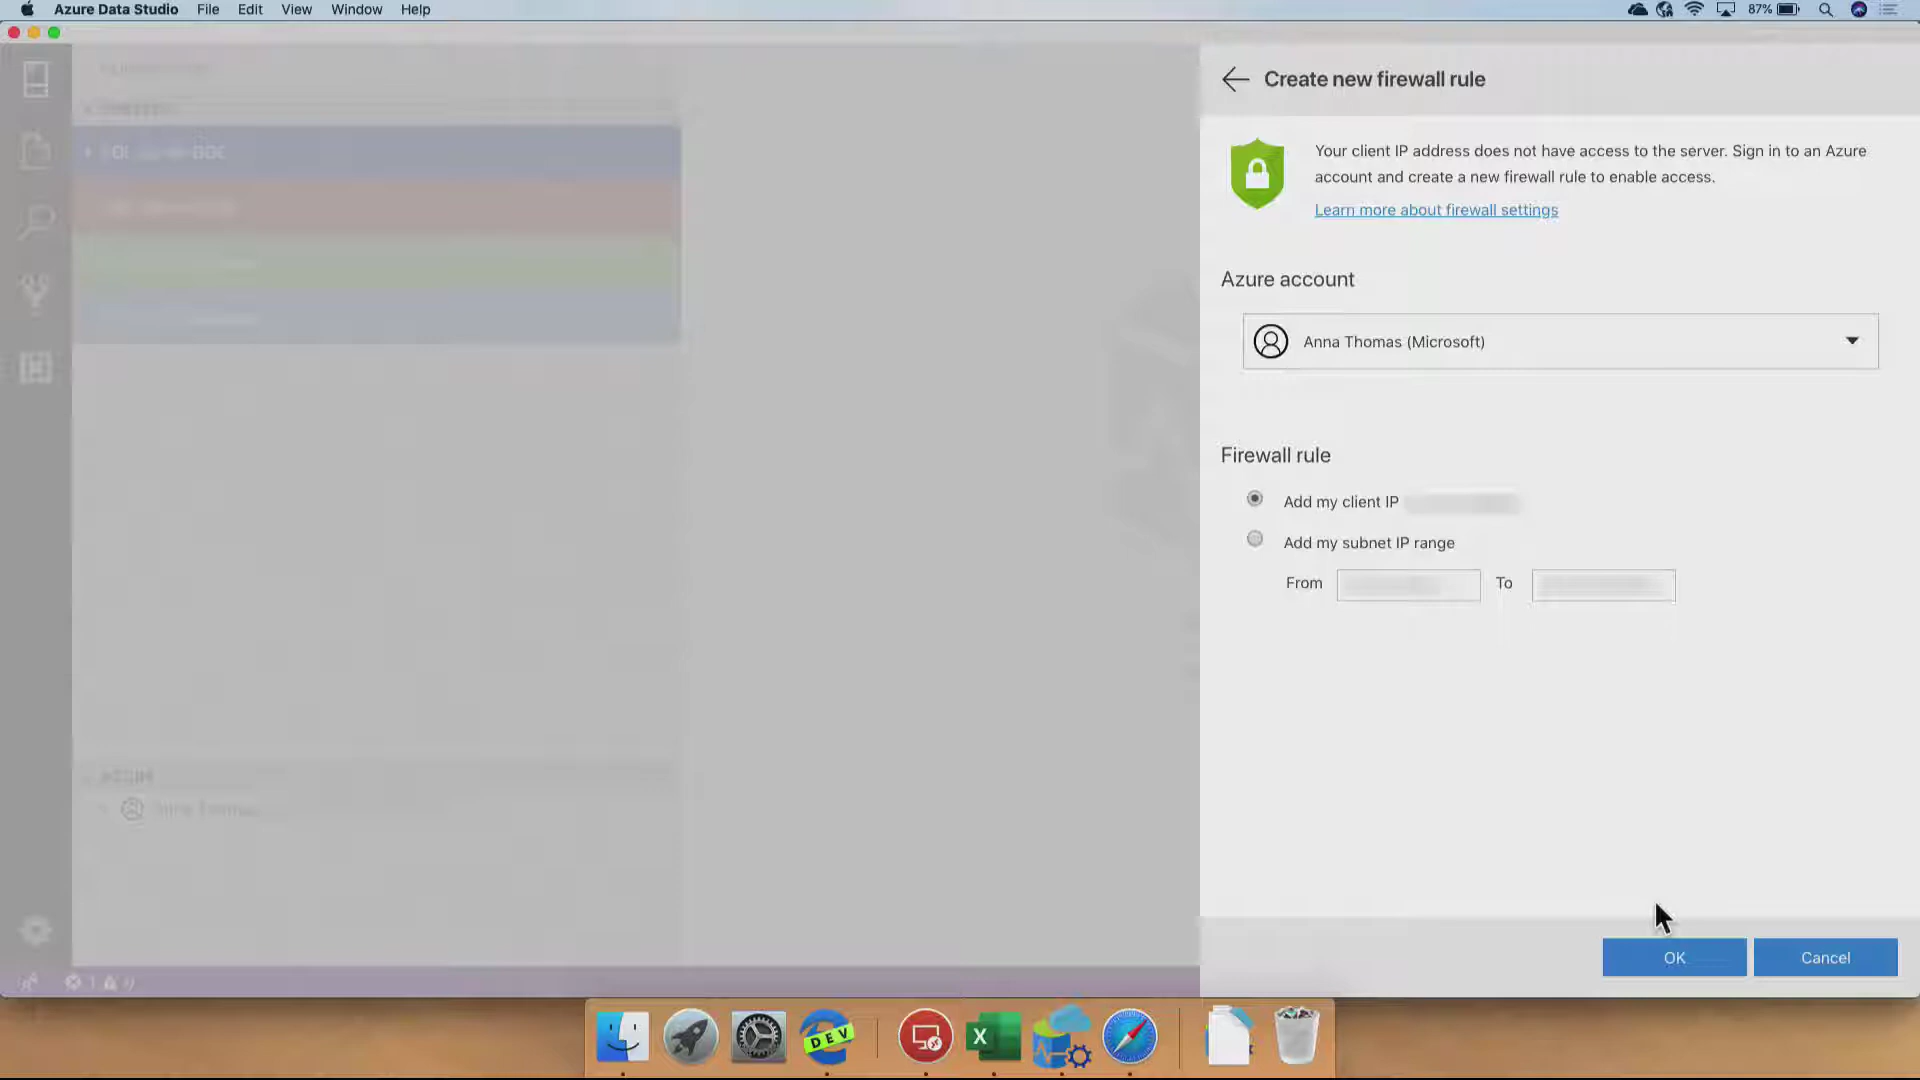 Azure Data Studio File Edit View Window Help 87%
Create new firewall rule
Your client IP address does not have access to the server. Sign in to an Azure
account and create a new firewall rule to enable access.
Learn more about firewall settings
Azure account
Anna Thomas (Microsoft)
Firewall rule
Add my client IP
Add my subnet IP range
From To
OK Cancel
DEV
X